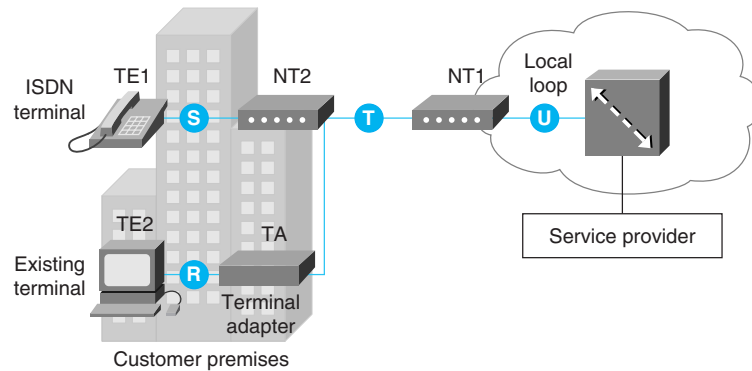 TE1
NT2
NT1
Local
loop
ISDN
terminal
S
T
U
TE2
TA
Service provider
Existing
terminal
R
Terminal
adapter
Customer premises